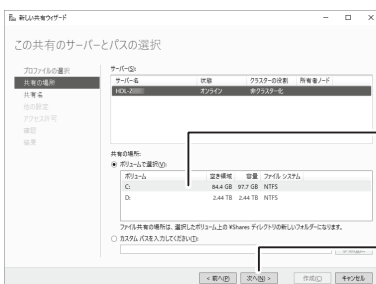 新しい共有ウィザード
この共有のサーバーとパスの選択
プロファイルの選択
共有の場所
共有名
他の設定
アクセス許可
確認
結果
サーバー(S):
サーバー名 状態 クラスターの役割 所有者ノード
HDL-Z オンライン 非クラスター化
共有の場所:
ボリュームで選択(V):
ボリューム 空き領域 容量 ファイル システム
C: 84.4 GB 97.7 GB NTFS
D: 2.44 TB 2.44 TB NTFS
ファイル共有の場所は、選択したボリューム上の ¥Shares ディレクトリの新しいフォルダーになります。
カスタム パスを入力してください(T):
< 前へ(P) 次へ(N) > 作成(C) キャンセル